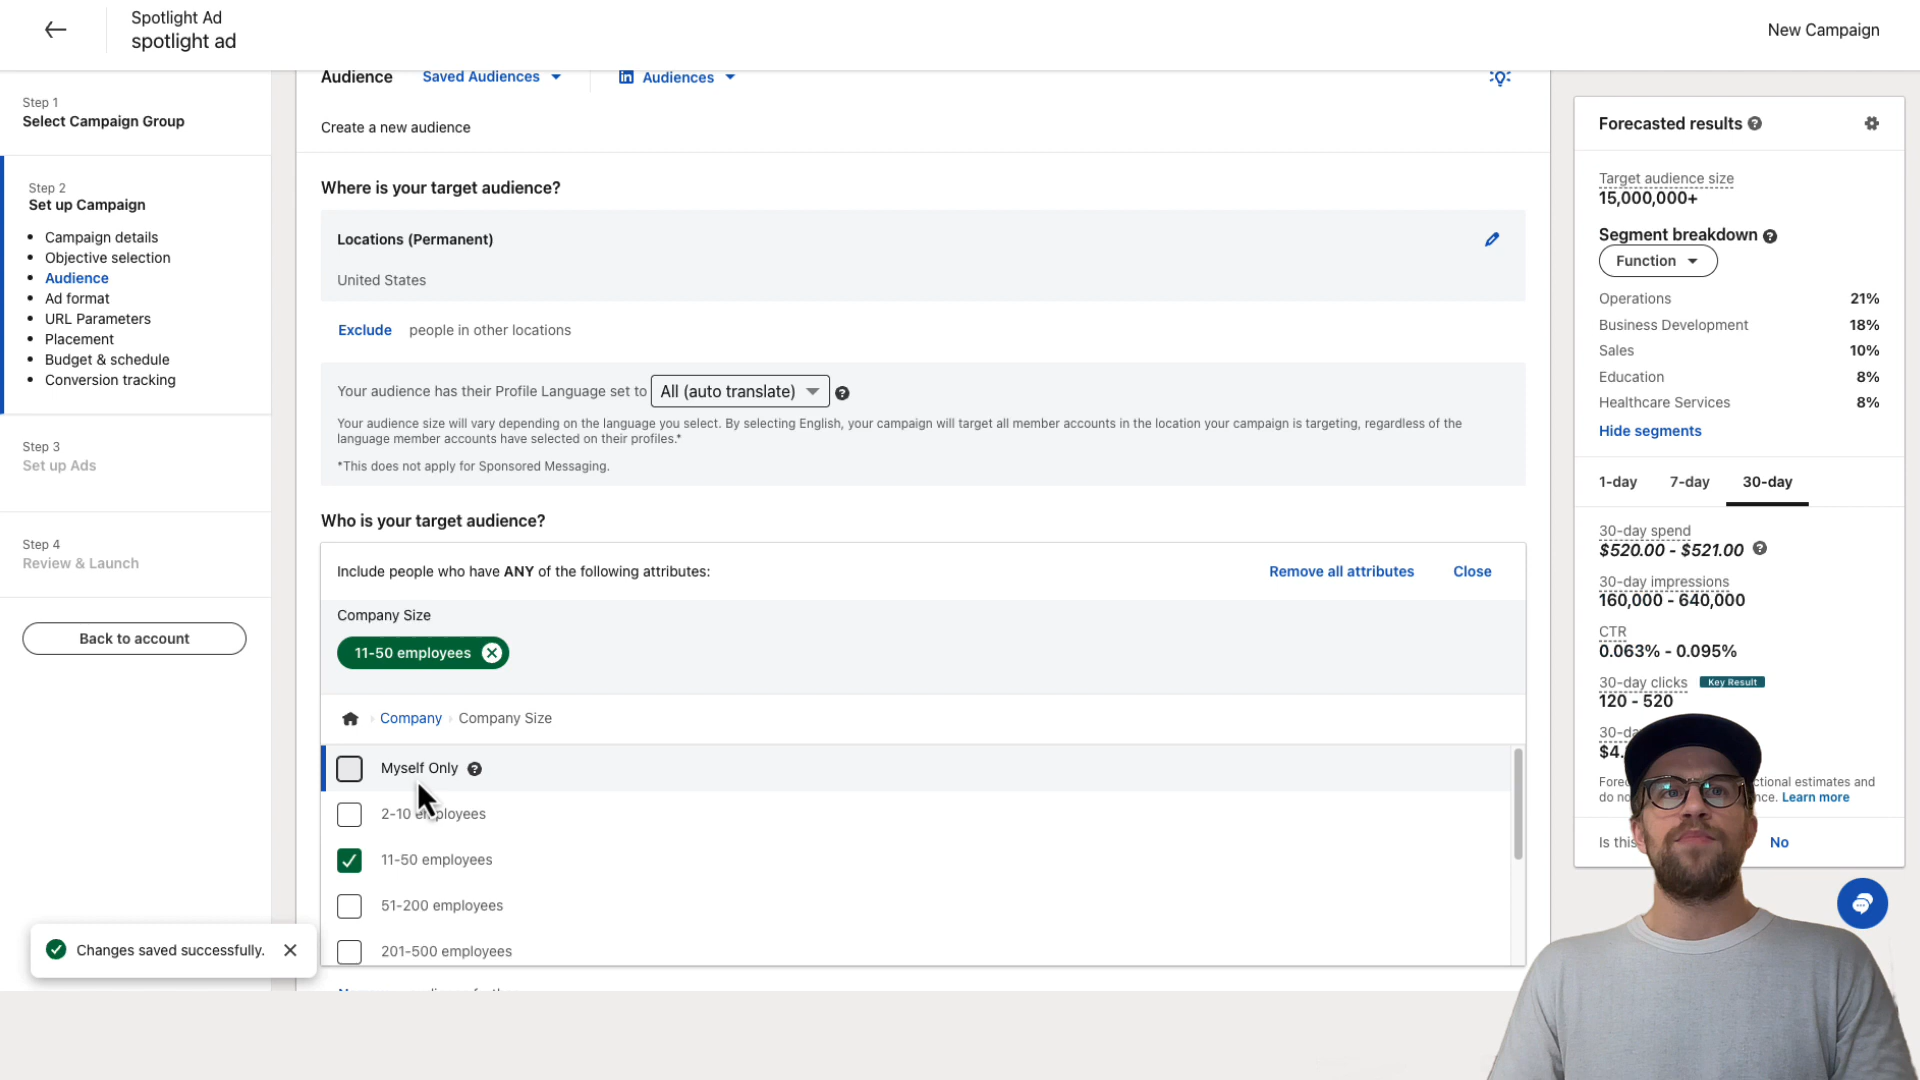 Spotlight Ad
spotlight ad
New Campaign
Step 1
Select Campaign Group
Step 2
Set up Campaign
Campaign details
Objective selection
Audience
Ad format
URL Parameters
Placement
Budget & schedule
Conversion tracking
Step 3
Set up Ads
Step 4
Review & Launch
Back to account
Changes saved successfully.
Audience
Saved Audiences
in Audiences
Create a new audience
Where is your target audience?
Locations (Permanent)
United States
Exclude people in other locations
Your audience has their Profile Language set to All (auto translate)
Your audience size will vary depending on the language you select. By selecting English, your campaign will target all member accounts in the location your campaign is targeting, regardless of the
language member accounts have selected on their profiles.*
*This does not apply for Sponsored Messaging.
Who is your target audience?
Include people who have ANY of the following attributes:
Remove all attributes
Close
Company Size
11-50 employees
Company
Company Size
Myself Only
2-10 employees
11-50 employees
51-200 employees
201-500 employees
Forecasted results
Target audience size
15,000,000+
Segment breakdown
Function
Operations 21%
Business Development 18%
Sales 10%
Education 8%
Healthcare Services 8%
Hide segments
1-day 7-day 30-day
30-day spend
$520.00 - $521.00
30-day impressions
160,000 - 640,000
CTR
0.063% - 0.095%
30-day clicks Key Result
120 - 520
$4.
estimates and
do
Learn more
Is this
No